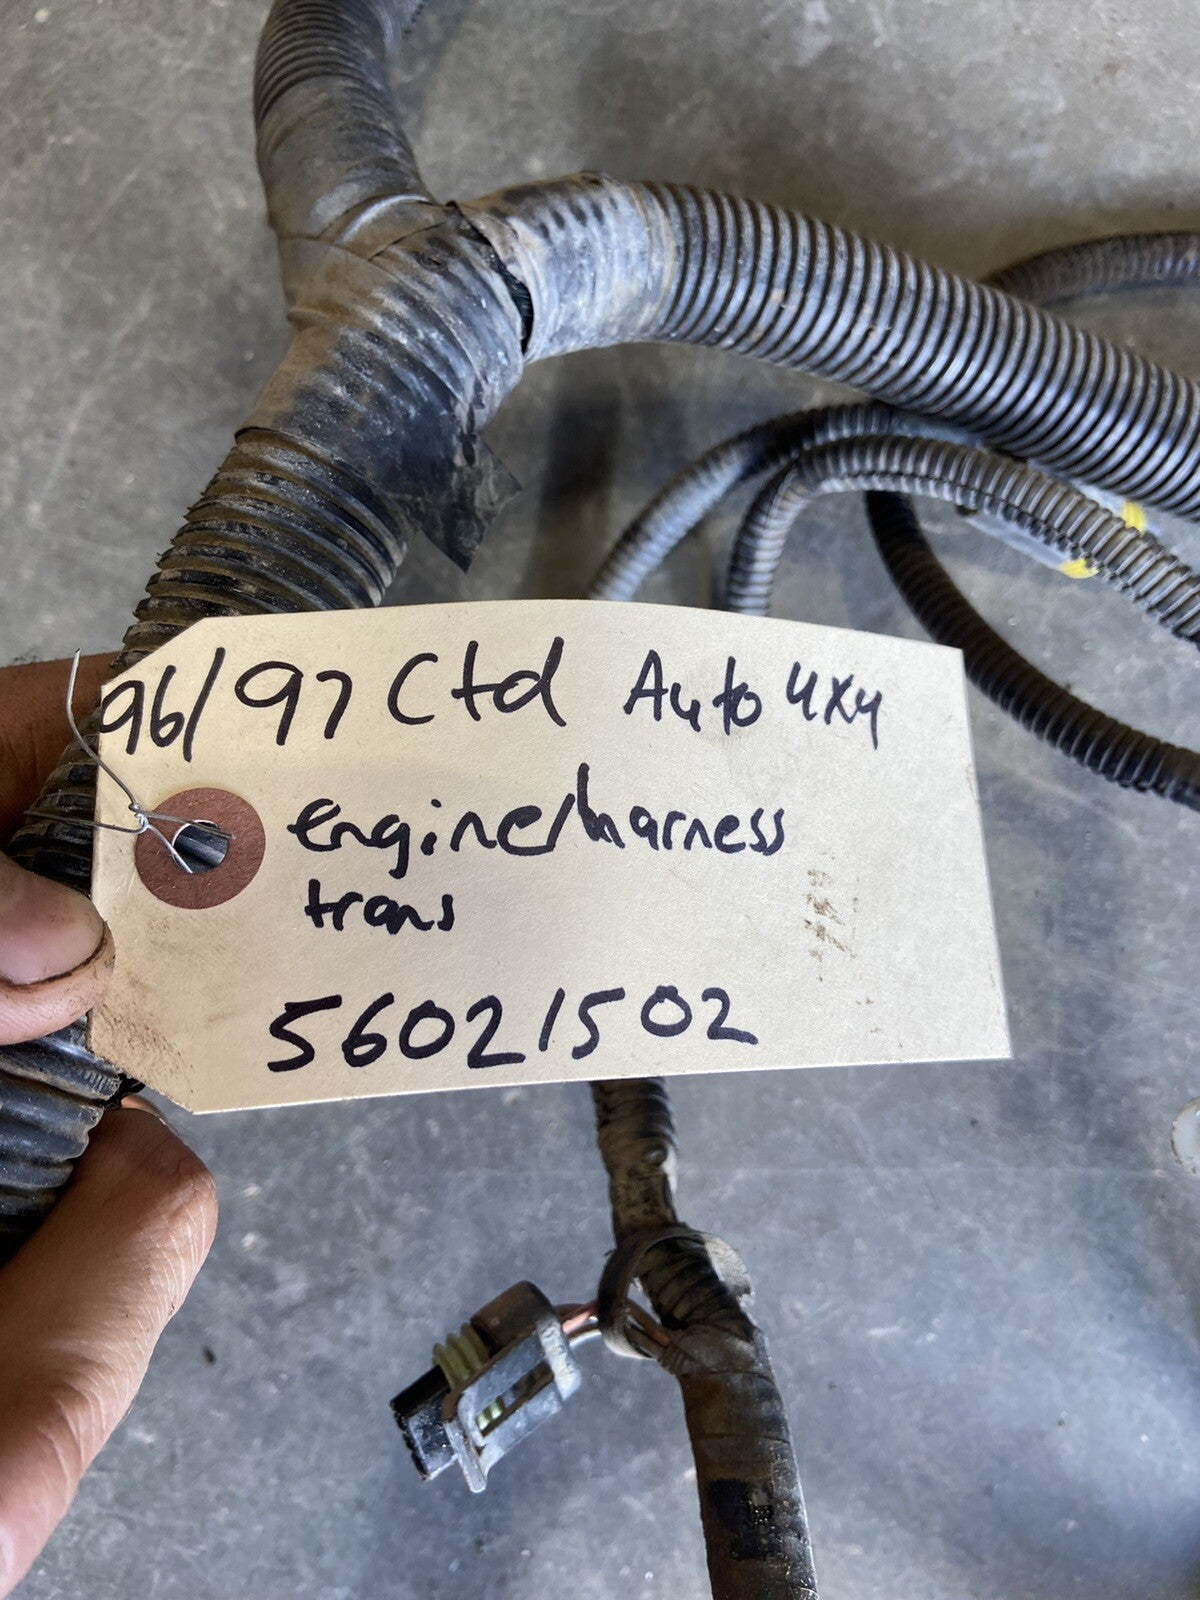 96/97 Ctd Auto 4x4
engine/harness
trans
56021502